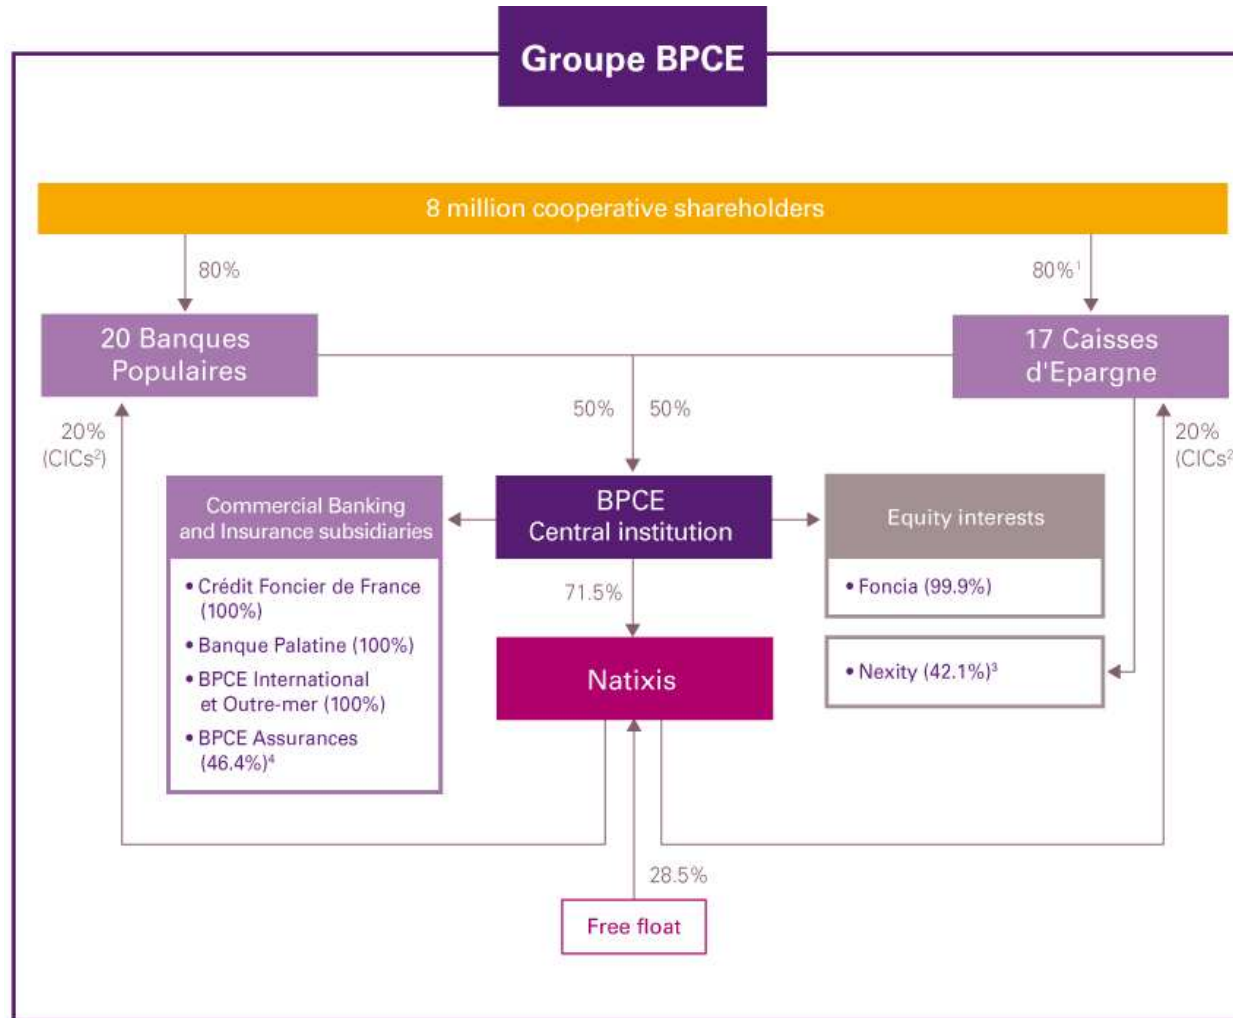 Groupe BPCE
8 million cooperative shareholders
80%
80%¹
20 Banques
Populaires
17 Caisses
d'Epargne
50%
50%
20%
(CICs²)
20%
(CICs²
Commercial Banking
and Insurance subsidiaries
BPCE
Central institution
Equity interests
• Crédit Foncier de France
(100%)
• Banque Palatine (100%)
• BPCE International
et Outre-mer (100%)
• BPCE Assurances
(46.4%)⁴
71.5%
• Foncia (99.9%)
Natixis
• Nexity (42.1%)³
28.5%
Free float